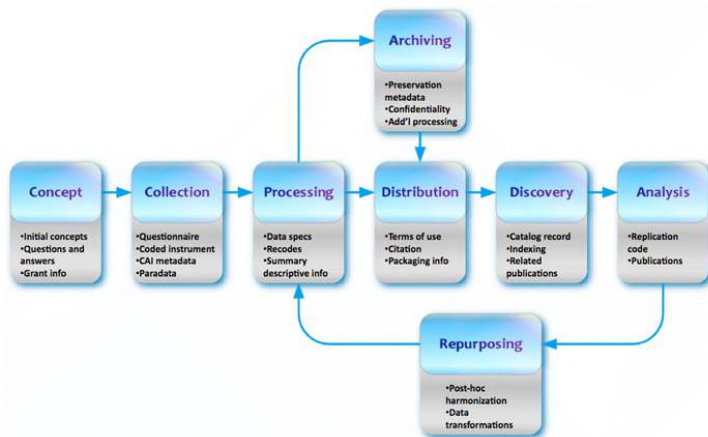 Archiving
•Preservation
metadata
•Confidentiality
•Add'l processing
Concept
•Initial concepts
•Questions and
answers
•Grant info
Collection
•Questionnaire
•Coded instrument
•CAI metadata
•Paradata
Processing
•Data specs
•Recodes
•Summary
descriptive info
Distribution
•Terms of use
•Citation
•Packaging info
Discovery
•Catalog record
•Indexing
•Related
publications
Analysis
•Replication
code
•Publications
Repurposing
•Post-hoc
harmonization
•Data
transformations